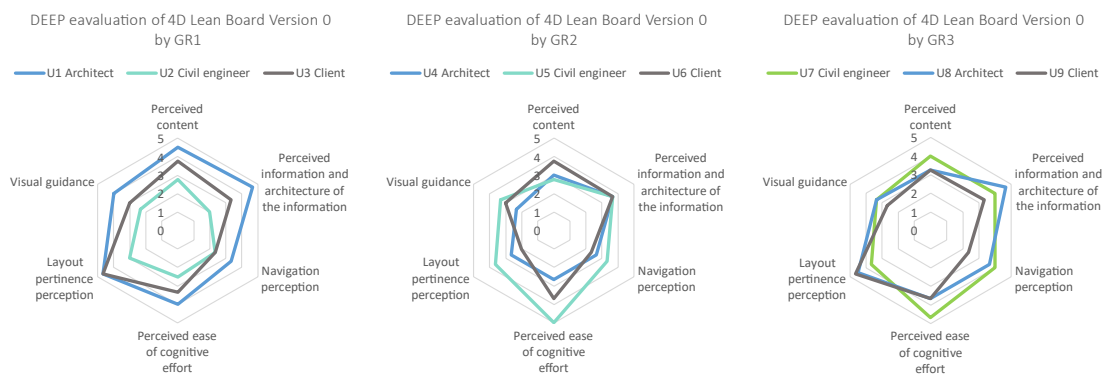 DEEP eavaluation of 4D Lean Board Version 0
by GR1
U1 Architect
U2 Civil engineer
U3 Client
Perceived
content
5
4
3
2
1
0
Perceived
information and
architecture of
the information
Navigation
perception
Perceived ease
of cognitive
effort
Layout
pertinence
perception
Visual guidance
DEEP eavaluation of 4D Lean Board Version 0
by GR2
U4 Architect
U5 Civil engineer
U6 Client
Perceived
content
5
4
3
2
1
0
Perceived
information and
architecture of
the information
Navigation
perception
Perceived ease
of cognitive
effort
Layout
pertinence
perception
Visual guidance
DEEP eavaluation of 4D Lean Board Version 0
by GR3
U7 Civil engineer
U8 Architect
U9 Client
Perceived
content
5
4
3
2
1
0
Perceived
information and
architecture of
the information
Navigation
perception
Perceived ease
of cognitive
effort
Layout
pertinence
perception
Visual guidance